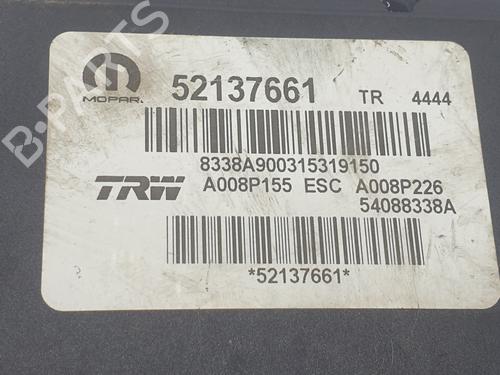 MOPAR.
52137661 TR 4444
8338A900315319150
TRW A008P155 ESC A008P226
54088338A
*52137661*
B-PARTS